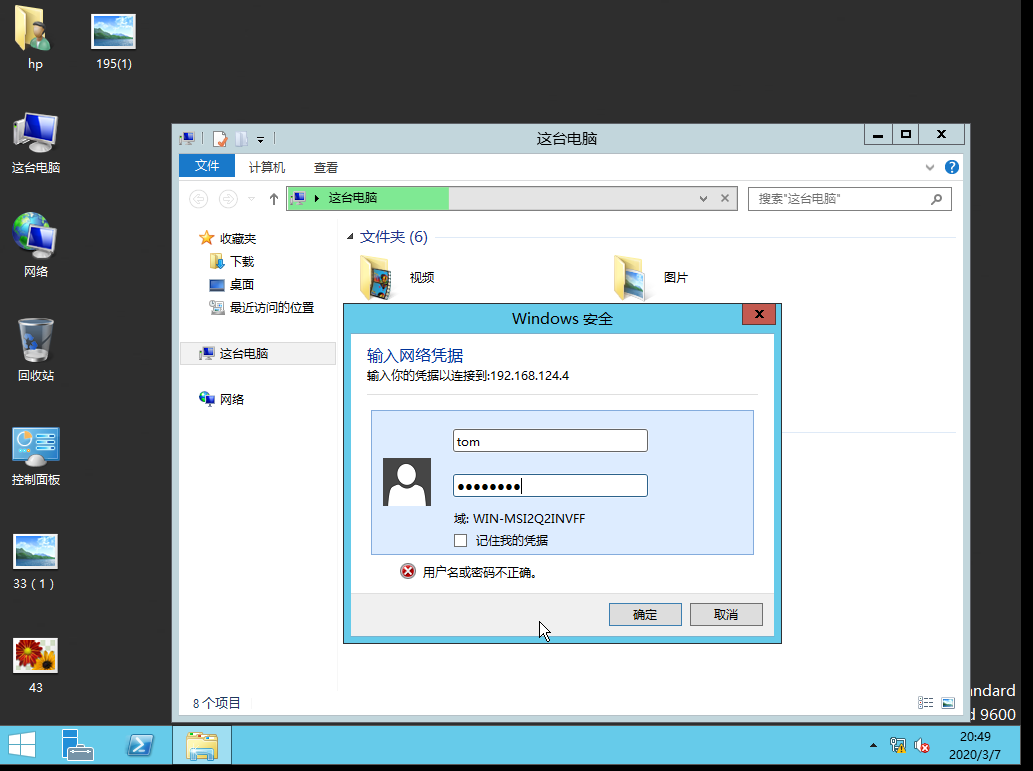 hp
195(1)
这台电脑
网络
回收站
控制面板
33 ( 1 )
43
这台电脑
文件
计算机
查看
这台电脑
搜索"这台电脑"
收藏夹
下载
桌面
最近访问的位置
这台电脑
网络
文件夹 (6)
视频
图片
Windows 安全
输入网络凭据
输入你的凭据以连接到:192.168.124.4
tom
域: WIN-MSI2Q2INVFF
记住我的凭据
用户名或密码不正确。
确定
取消
8 个项目
andard
d 9600
20:49
2020/3/7